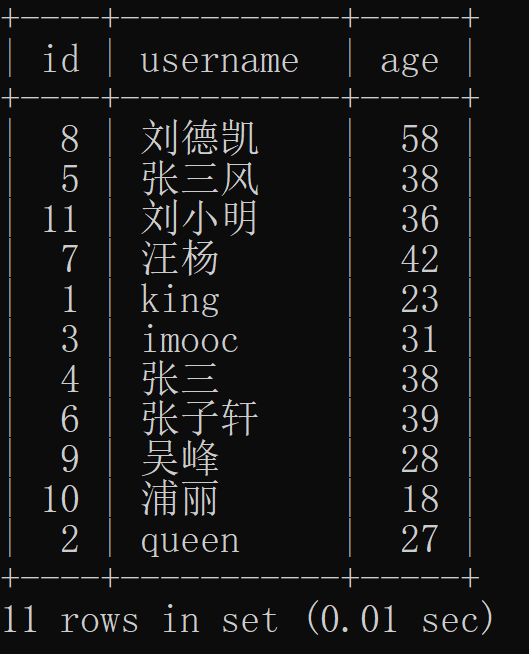 +----+-----------+-----+
| id | username | age |
+----+-----------+-----+
| 8 | 刘德凯 | 58 |
| 5 | 张三风 | 38 |
| 11 | 刘小明 | 36 |
| 7 | 汪杨 | 42 |
| 1 | king | 23 |
| 3 | imooc | 31 |
| 4 | 张三 | 38 |
| 6 | 张子轩 | 39 |
| 9 | 吴峰 | 28 |
| 10 | 浦丽 | 18 |
| 2 | queen | 27 |
+----+-----------+-----+
11 rows in set (0.01 sec)